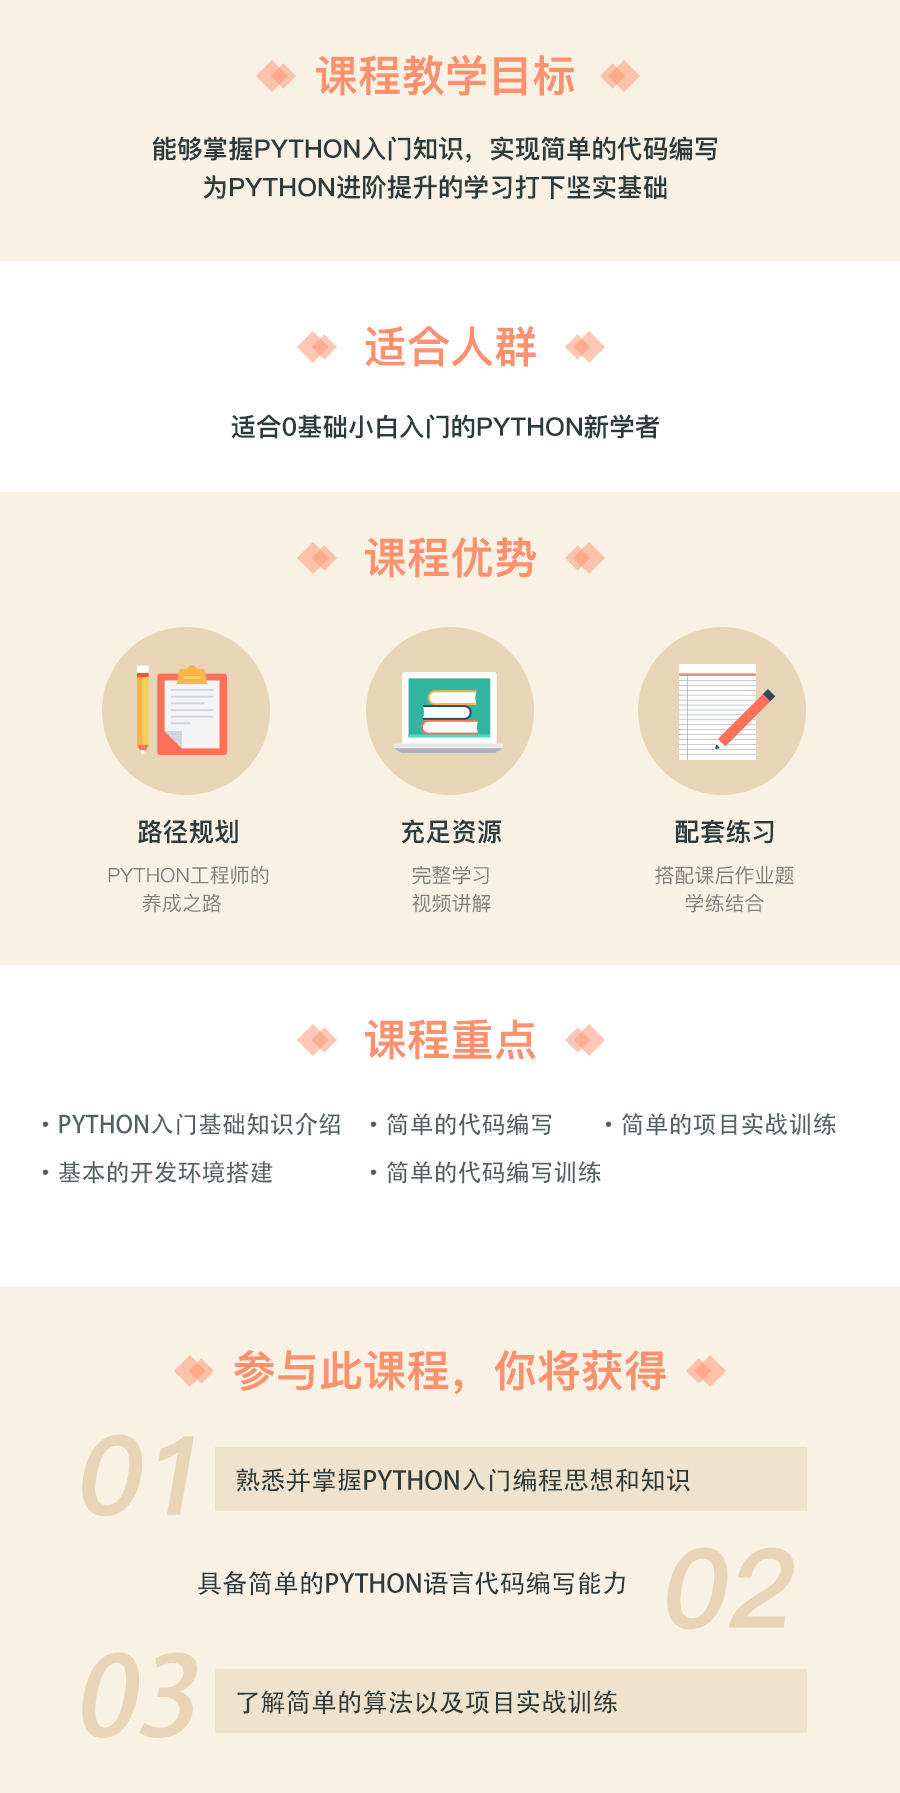 课程教学目标
能够掌握PYTHON入门知识，实现简单的代码编写
为PYTHON进阶提升的学习打下坚实基础
适合人群
适合0基础小白入门的PYTHON新学者
课程优势
路径规划
PYTHON工程师的
养成之路
充足资源
完整学习
视频讲解
配套练习
搭配课后作业题
学练结合
课程重点
·PYTHON入门基础知识介绍
·简单的代码编写
·简单的项目实战训练
·基本的开发环境搭建
·简单的代码编写训练
参与此课程，你将获得
01
熟悉并掌握PYTHON入门编程思想和知识
具备简单的PYTHON语言代码编写能力
02
03
了解简单的算法以及项目实战训练